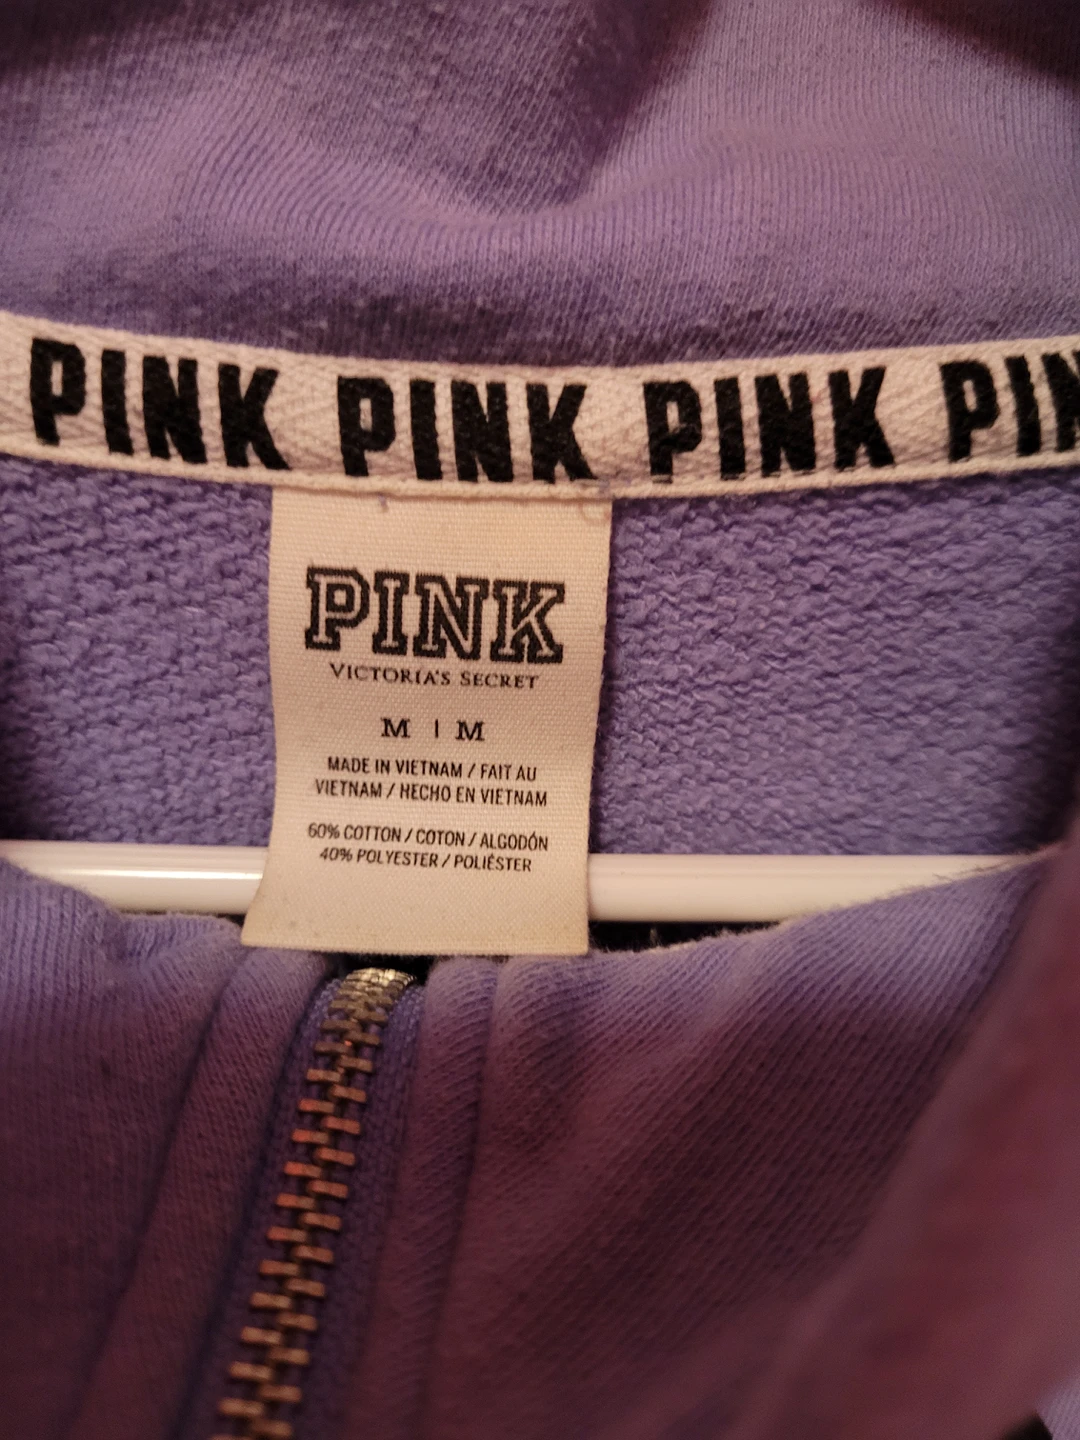 PINK PINK PINK PIN
PINK
VICTORIA'S SECRET
M | M
MADE IN VIETNAM / FAIT AU
VIETNAM / HECHO EN VIETNAM
60% COTTON / COTON / ALGODÓN
40% POLYESTER / POLIÉSTER